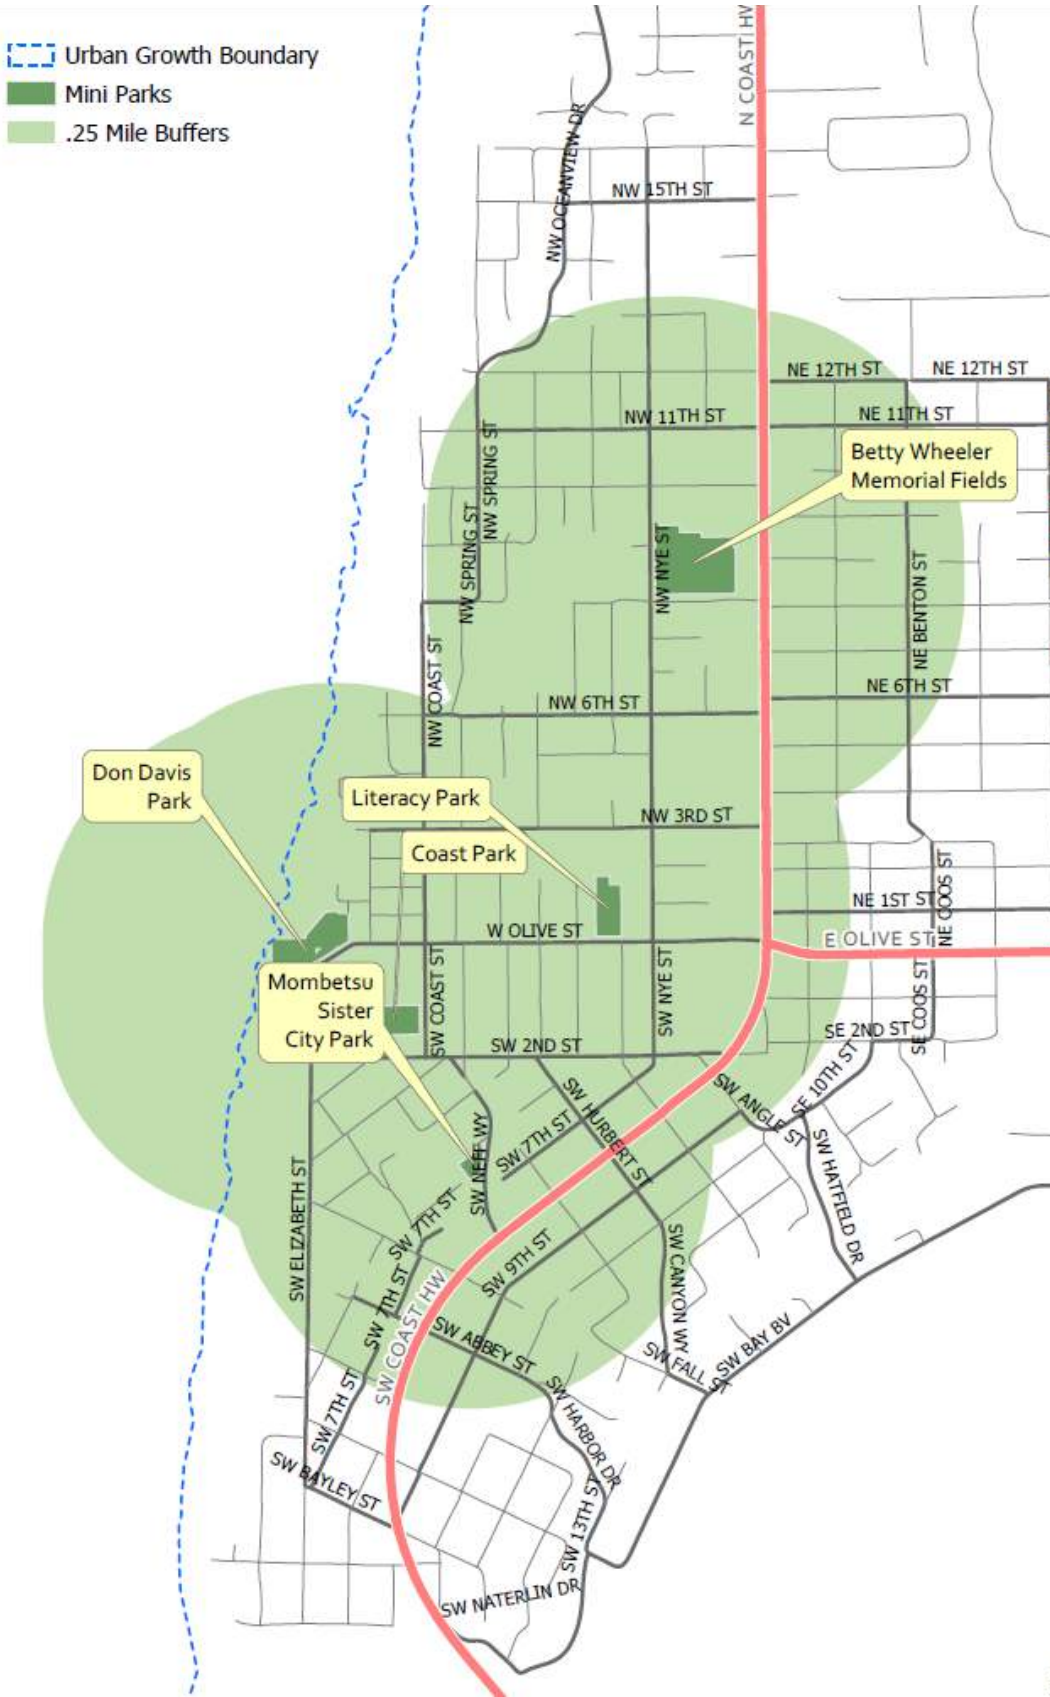 Urban Growth Boundary
Mini Parks
.25 Mile Buffers
N COAST HW
NW OCEANVIEW DR
NW 15TH ST
NE 12TH ST
NE 12TH ST
NW 11TH ST
NE 11TH ST
Betty Wheeler
Memorial Fields
NW SPRING ST
NW SPRING ST
NW NYE ST
NE BENTON ST
NW COAST ST
NE 6TH ST
NW 6TH ST
Don Davis
Park
Literacy Park
NW 3RD ST
Coast Park
NE 1ST ST
NE COOS ST
W OLIVE ST
E OLIVE ST
Mombetsu
Sister
City Park
SW COAST ST
SW NYE ST
SE COOS ST
SE 2ND ST
SW 2ND ST
SW ANGLE ST
SE 10TH ST
SW HURBERT ST
SW 7TH ST
SW NEFF WY
SW HATFIELD DR
SW ELIZABETH ST
SW 7TH ST
SW 9TH ST
SW CANYON WY
SW 7TH ST
SW COAST HW
SW ABBEY ST
SW FALL ST
SW BAY BV
SW 7TH ST
SW HARBOR DR
SW BAYLEY ST
SW 13TH ST
SW NATERLIN DR